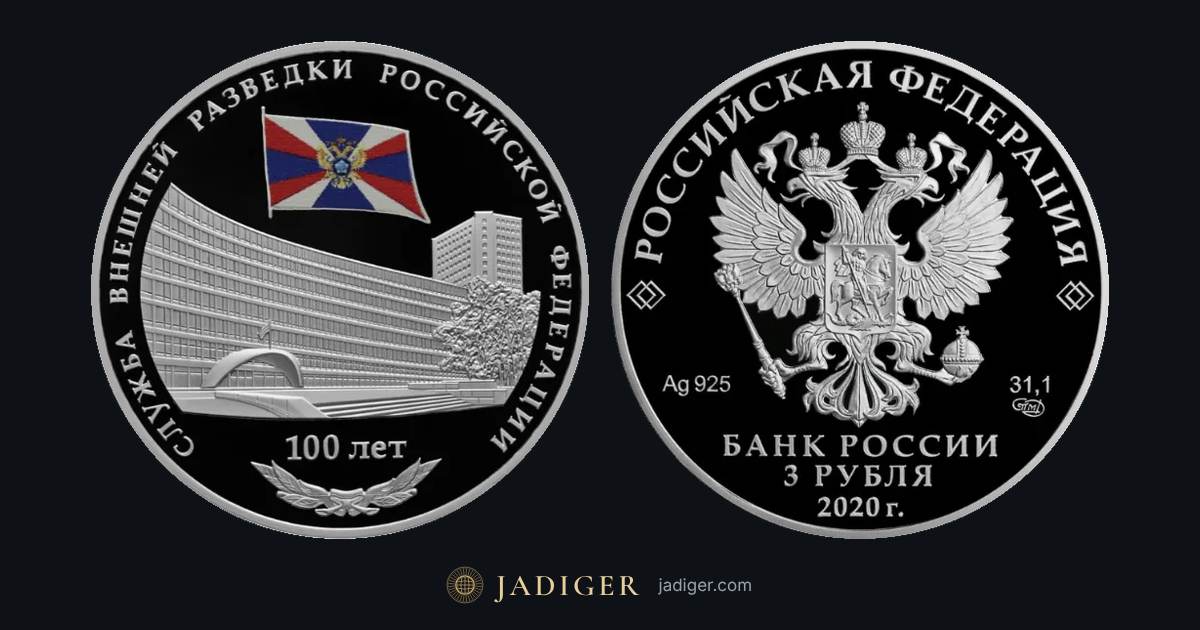 СЛУЖБА ВНЕШНЕЙ РАЗВЕДКИ РОССИЙСКОЙ ФЕДЕРАЦИИ
100 лет
РОССИЙСКАЯ ФЕДЕРАЦИЯ
Ag 925
31,1
БАНК РОССИИ
3 РУБЛЯ
2020 г.
JADIGER jadiger.com